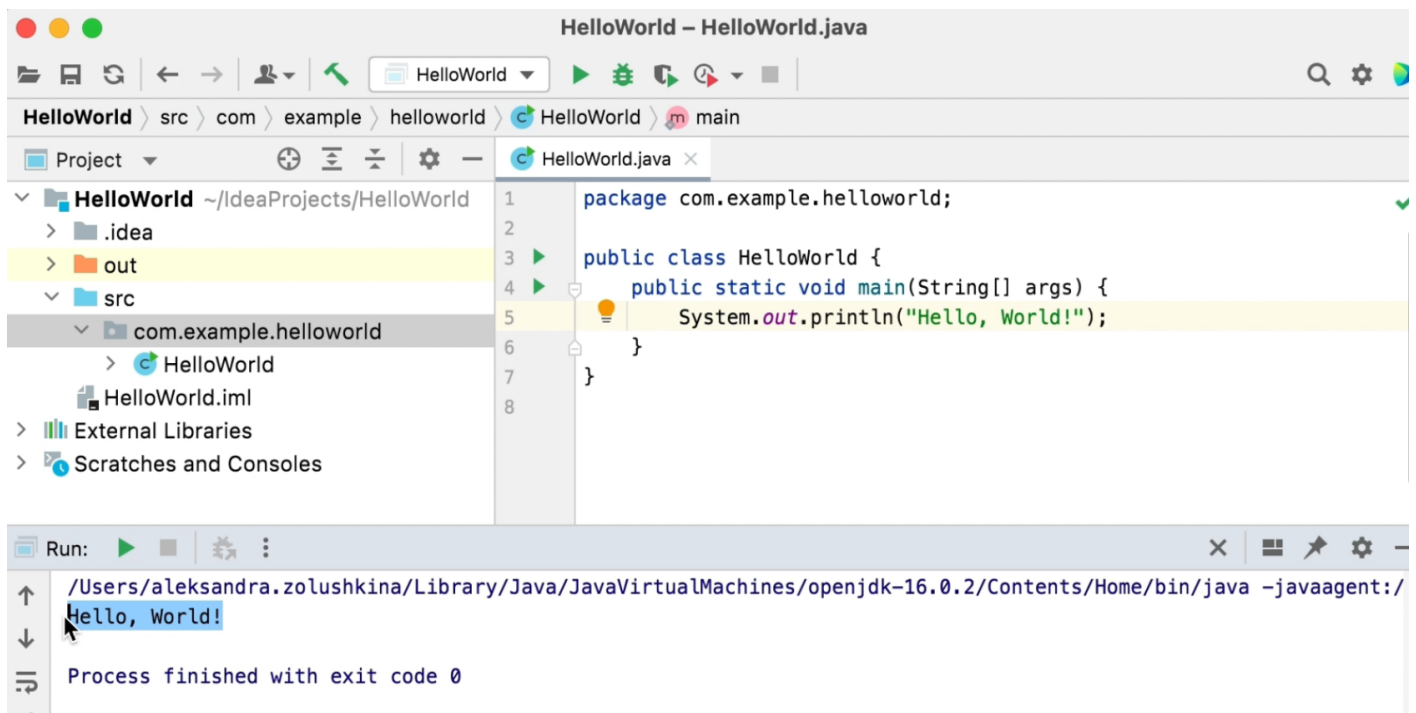 HelloWorld – HelloWorld.java
HelloWorld
HelloWorld src com example helloworld HelloWorld main
Project
HelloWorld.java
HelloWorld ~/IdeaProjects/HelloWorld
.idea
out
src
com.example.helloworld
HelloWorld
HelloWorld.iml
External Libraries
Scratches and Consoles
1 package com.example.helloworld;
2
3 public class HelloWorld {
4 public static void main(String[] args) {
5 System.out.println("Hello, World!");
6 }
7 }
8
Run:
/Users/aleksandra.zolushkina/Library/Java/JavaVirtualMachines/openjdk-16.0.2/Contents/Home/bin/java -javaagent:/
Hello, World!
Process finished with exit code 0